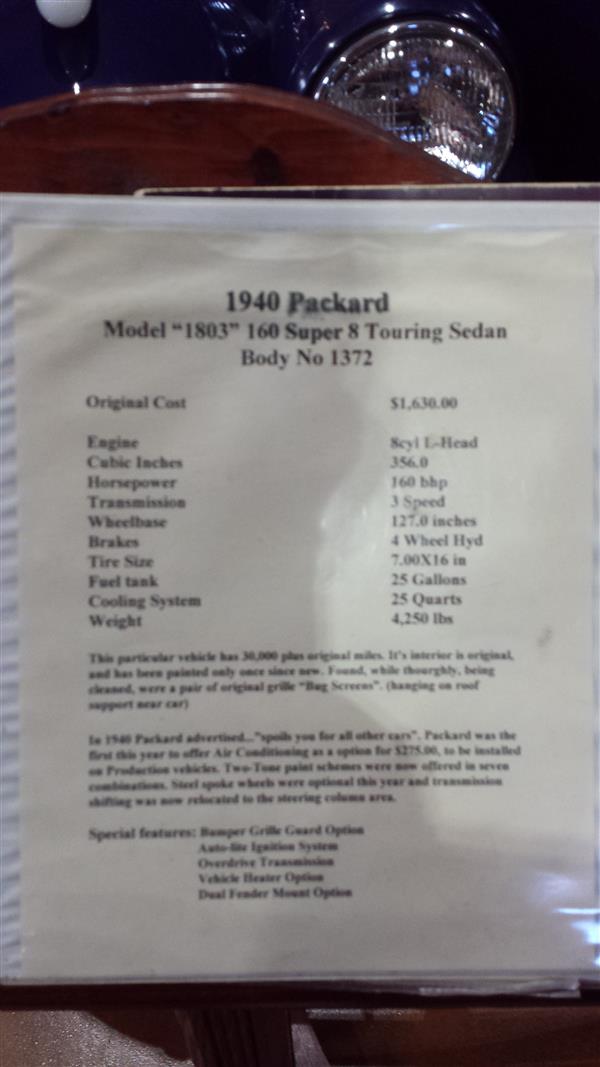 1940 Packard
Model “1803” 160 Super 8 Touring Sedan
Body No 1372
Original Cost $1,630.00
Engine 8cyl L-Head
Cubic Inches 356.0
Horsepower 160 bhp
Transmission 3 Speed
Wheelbase 127.0 inches
Brakes 4 Wheel Hyd
Tire Size 7.00X16 in
Fuel tank 25 Gallons
Cooling System 25 Quarts
Weight 4,250 lbs
This particular vehicle has 30,000 plus original miles. It's interior is original,
and has been painted only once since new. Found, while thourghly, being
cleaned, were a pair of original grille "Bug Screens". (hanging on roof
support near car)
In 1940 Packard advertised..."spoils you for all other cars". Packard was the
first this year to offer Air Conditioning as a option for $275.00, to be installed
on Production vehicles. Two-Tone paint schemes were now offered in seven
combinations. Steel spoke wheels were optional this year and transmission
shifting was now relocated to the steering column area.
Special features: Bumper Grille Guard Option
Auto-lite Ignition System
Overdrive Transmission
Vehicle Heater Option
Dual Fender Mount Option